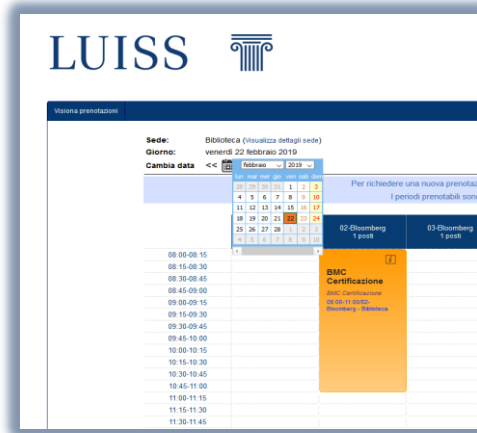 LUISS
Visiona prenotazioni
Sede: Biblioteca (Visualizza dettagli sede)
Giorno: venerdì 22 febbraio 2019
Cambia data <<
febbraio 2019
lun mar mer gio ven sab dom
28 29 30 31 1 2 3
4 5 6 7 8 9 10
11 12 13 14 15 16 17
18 19 20 21 22 23 24
25 26 27 28 1 2 3
4 5 6 7 8 9 10
Per richiedere una nuova prenotaz
I periodi prenotabili son
02-Bloomberg
1 posti
03-Bloomberg
1 posti
08:00-08:15
08:15-08:30
08:30-08:45
08:45-09:00
09:00-09:15
09:15-09:30
09:30-09:45
09:45-10:00
10:00-10:15
10:15-10:30
10:30-10:45
10:45-11:00
11:00-11:15
11:15-11:30
11:30-11:45
i
BMC
Certificazione
BMC Certificazione
08:00-11:00/02-
Bloomberg - Biblioteca